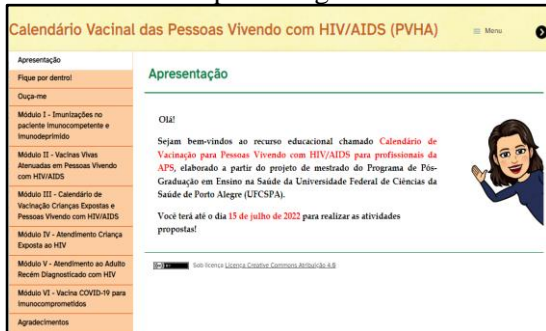 Calendário Vacinal das Pessoas Vivendo com HIV/AIDS (PVHA)
Menu
Apresentação
Fique por dentro!
Ouça-me
Módulo I - Imunizações no
paciente imunocompetente e
imunodeprimido
Módulo II - Vacinas Vivas
Atenuadas em Pessoas Vivendo
com HIV/AIDS
Módulo III - Calendário de
Vacinação Crianças Expostas e
Pessoas Vivendo com HIV/AIDS
Módulo IV - Atendimento Criança
Exposta ao HIV
Módulo V - Atendimento ao Adulto
Recém Diagnosticado com HIV
Módulo VI - Vacina COVID-19 para
imunocomprometidos
Agradecimentos
Apresentação
Olá!
Sejam bem-vindos ao recurso educacional chamado Calendário de
Vacinação para Pessoas Vivendo com HIV/AIDS para profissionais da
APS, elaborado a partir do projeto de mestrado do Programa de Pós-
Graduação em Ensino na Saúde da Universidade Federal de Ciências da
Saúde de Porto Alegre (UFCSPA).
Você terá até o dia 15 de julho de 2022 para realizar as atividades
propostas!
Sob licença Licença Creative Commons Atribuição 4.0